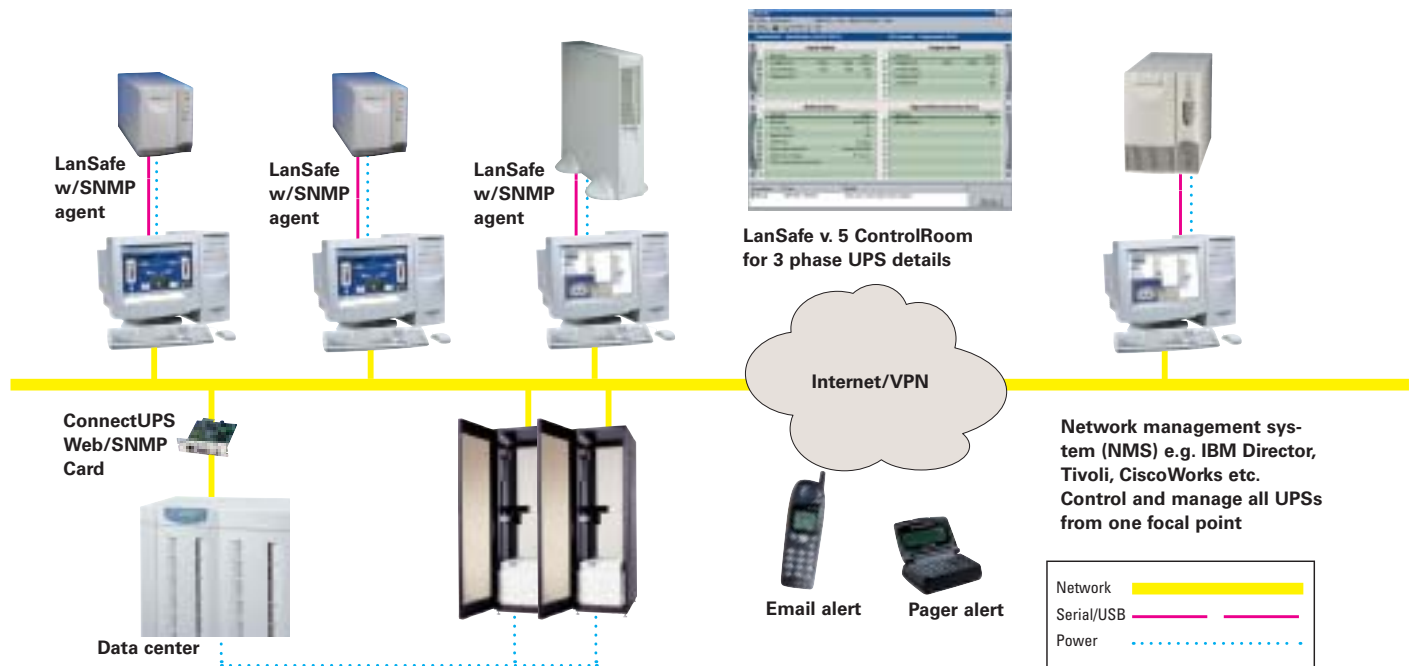 LanSafe
w/SNMP
agent
LanSafe
w/SNMP
agent
LanSafe
w/SNMP
agent
LanSafe v. 5 ControlRoom
for 3 phase UPS details
Internet/VPN
ConnectUPS
Web/SNMP
Card
Data center
Email alert
Pager alert
Network management sys-
tem (NMS) e.g. IBM Director,
Tivoli, CiscoWorks etc.
Control and manage all UPSs
from one focal point
Network
Serial/USB
Power